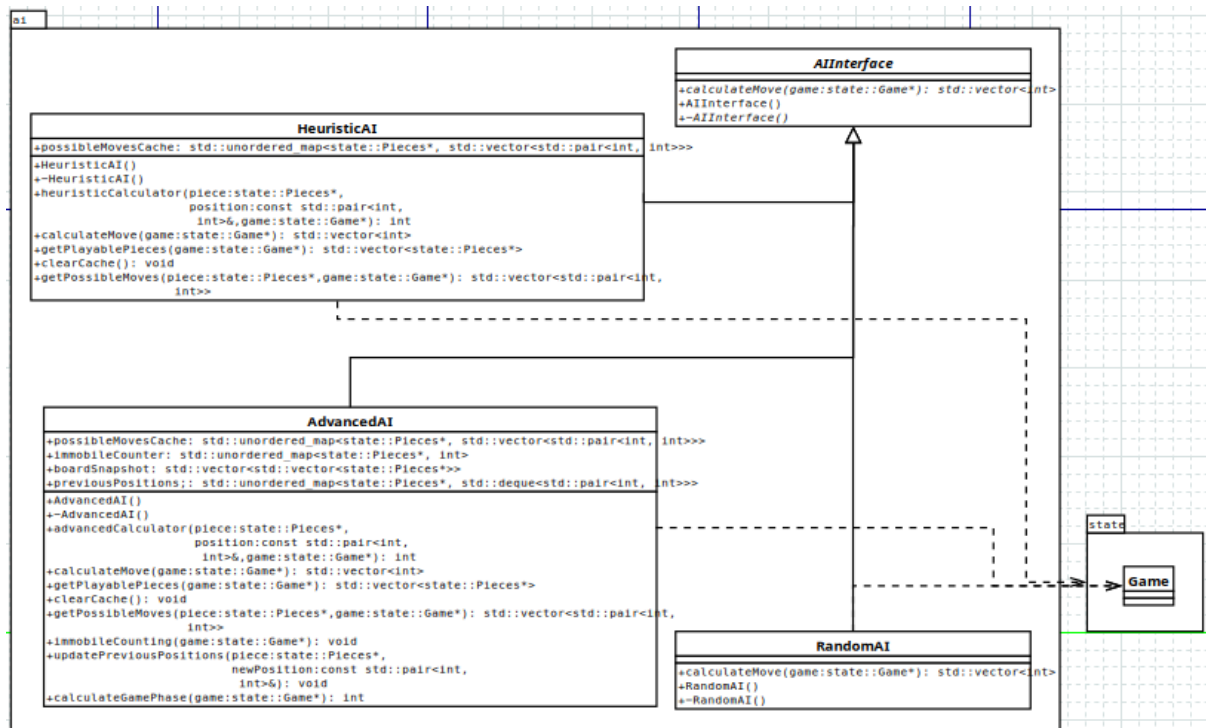 ai
AIInterface
+calculateMove(game:state::Game*): std::vector<int>
+AIInterface()
+~AIInterface()
HeuristicAI
+possibleMovesCache: std::unordered_map<state::Pieces*, std::vector<std::pair<int, int>>>
+HeuristicAI()
+~HeuristicAI()
+heuristicCalculator(piece:state::Pieces*,
position:const std::pair<int,
int>&,game:state::Game*): int
+calculateMove(game:state::Game*): std::vector<int>
+getPlayablePieces(game:state::Game*): std::vector<state::Pieces*>
+clearCache(): void
+getPossibleMoves(piece:state::Pieces*,game:state::Game*): std::vector<std::pair<int,
int>>
AdvancedAI
+possibleMovesCache: std::unordered_map<state::Pieces*, std::vector<std::pair<int, int>>>
+immobileCounter: std::unordered_map<state::Pieces*, int>
+boardSnapshot: std::vector<std::vector<state::Pieces*>>
+previousPositions;: std::unordered_map<state::Pieces*, std::deque<std::pair<int, int>>>
+AdvancedAI()
+~AdvancedAI()
+advancedCalculator(piece:state::Pieces*,
position:const std::pair<int,
int>&,game:state::Game*): int
+calculateMove(game:state::Game*): std::vector<int>
+getPlayablePieces(game:state::Game*): std::vector<state::Pieces*>
+clearCache(): void
+getPossibleMoves(piece:state::Pieces*,game:state::Game*): std::vector<std::pair<int,
int>>
+immobileCounting(game:state::Game*): void
+updatePreviousPositions(piece:state::Pieces*,
newPosition:const std::pair<int,
int>&): void
+calculateGamePhase(game:state::Game*): int
state
Game
RandomAI
+calculateMove(game:state::Game*): std::vector<int>
+RandomAI()
+~RandomAI()